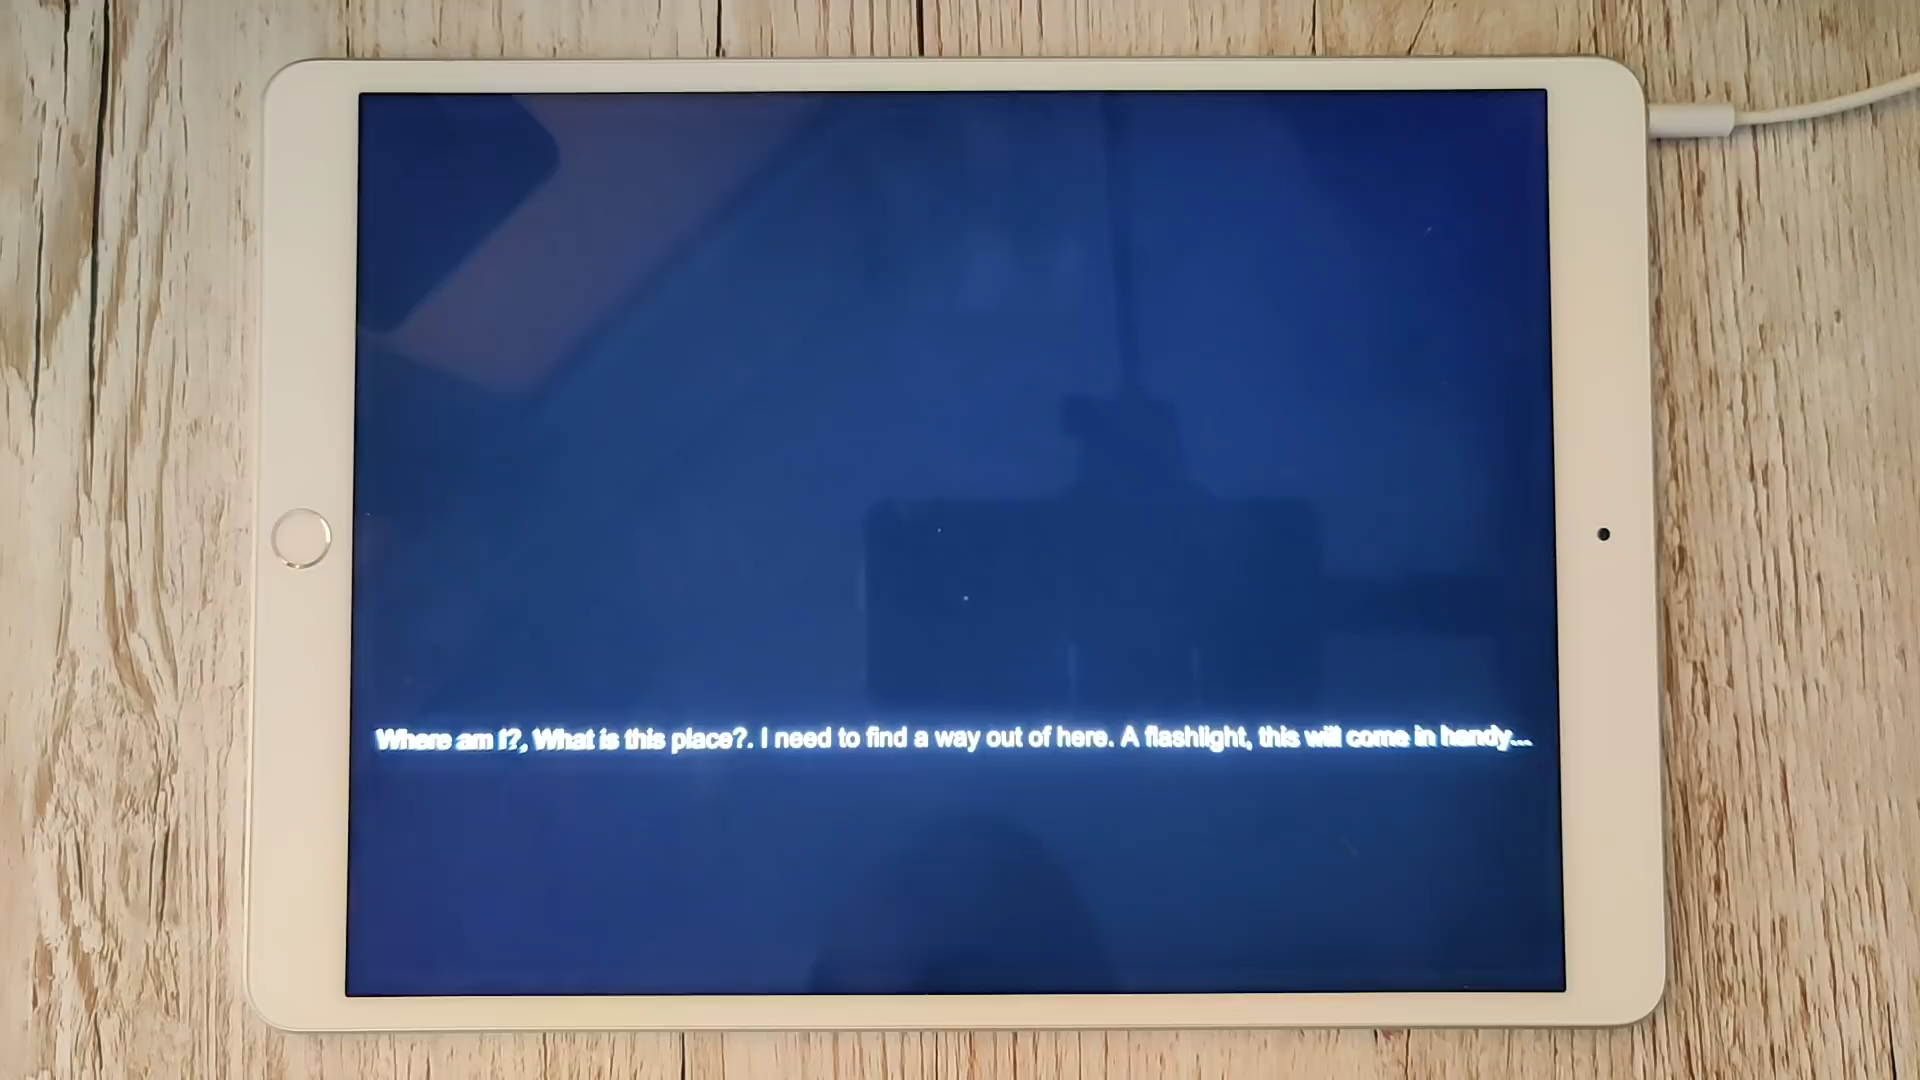 Where am I?, What is this place?. I need to find a way out of here. A flashlight, this will come in handy...